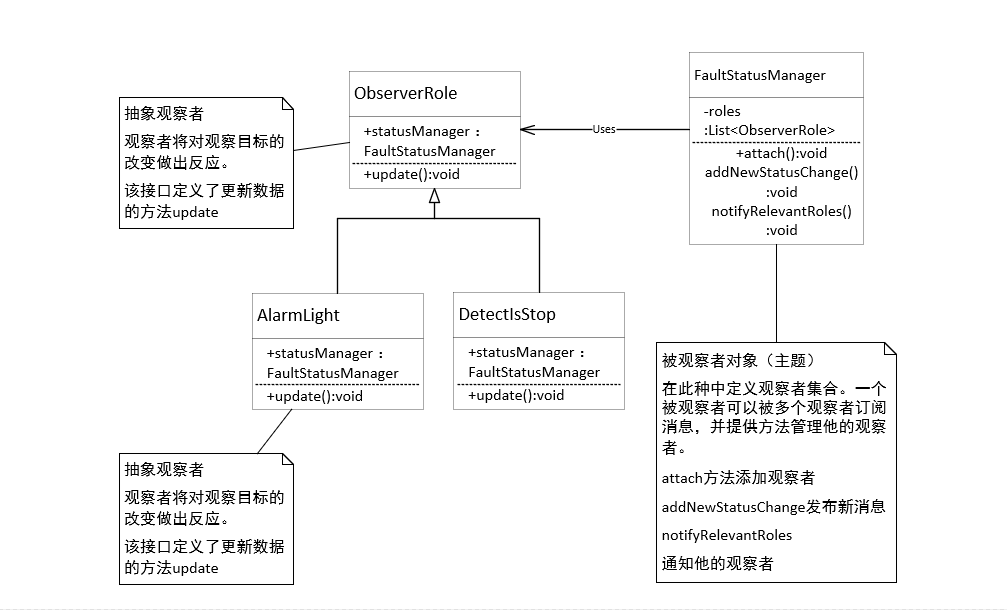 抽象观察者
观察者将对观察目标的
改变做出反应。
该接口定义了更新数据
的方法update
ObserverRole
+statusManager：
FaultStatusManager
+update():void
Uses
FaultStatusManager
-roles
:List<ObserverRole>
+attach():void
addNewStatusChange()
:void
notifyRelevantRoles()
:void
AlarmLight
+statusManager：
FaultStatusManager
+update():void
DetectIsStop
+statusManager：
FaultStatusManager
+update():void
抽象观察者
观察者将对观察目标的
改变做出反应。
该接口定义了更新数据
的方法update
被观察者对象（主题）
在此种中定义观察者集合。一个
被观察者可以被多个观察者订阅
消息，并提供方法管理他的观察
者。
attach方法添加观察者
addNewStatusChange发布新消息
notifyRelevantRoles
通知他的观察者